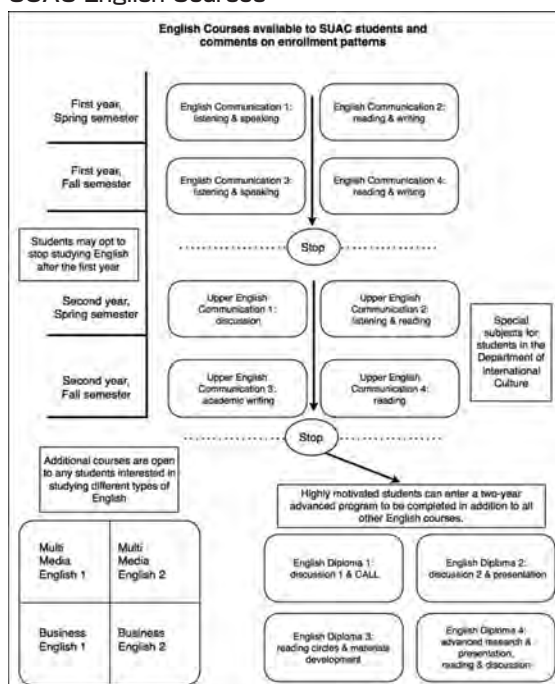 SUAC English Courses
English Courses available to SUAC students and
comments on enrollment patterns
First year,
Spring semester
English Communication 1:
listening & speaking
English Communication 2:
reading & writing
First year,
Fall semester
English Communication 3:
listening & speaking
English Communication 4:
reading & writing
Students may opt to
stop studying English
after the first year
Stop
Second year,
Spring semester
Upper English
Communication 1:
discussion
Upper English
Communication 2:
listening & reading
Special
subjects for
students in the
Department of
International
Culture
Second year,
Fall semester
Upper English
Communication 3:
academic writing
Upper English
Communication 4:
reading
Stop
Additional courses are open
to any students interested in
studying different types of
English
Highly motivated students can enter a two-year
advanced program to be completed in addition to all
other English courses.
Multi
Media
English 1
Multi
Media
English 2
Business
English 1
Business
English 2
English Diploma 1:
discussion 1 & CALL
English Diploma 2:
discussion 2 & presentation
English Diploma 3:
reading circles & materials
development
English Diploma 4:
advanced research &
presentation,
reading & discussion